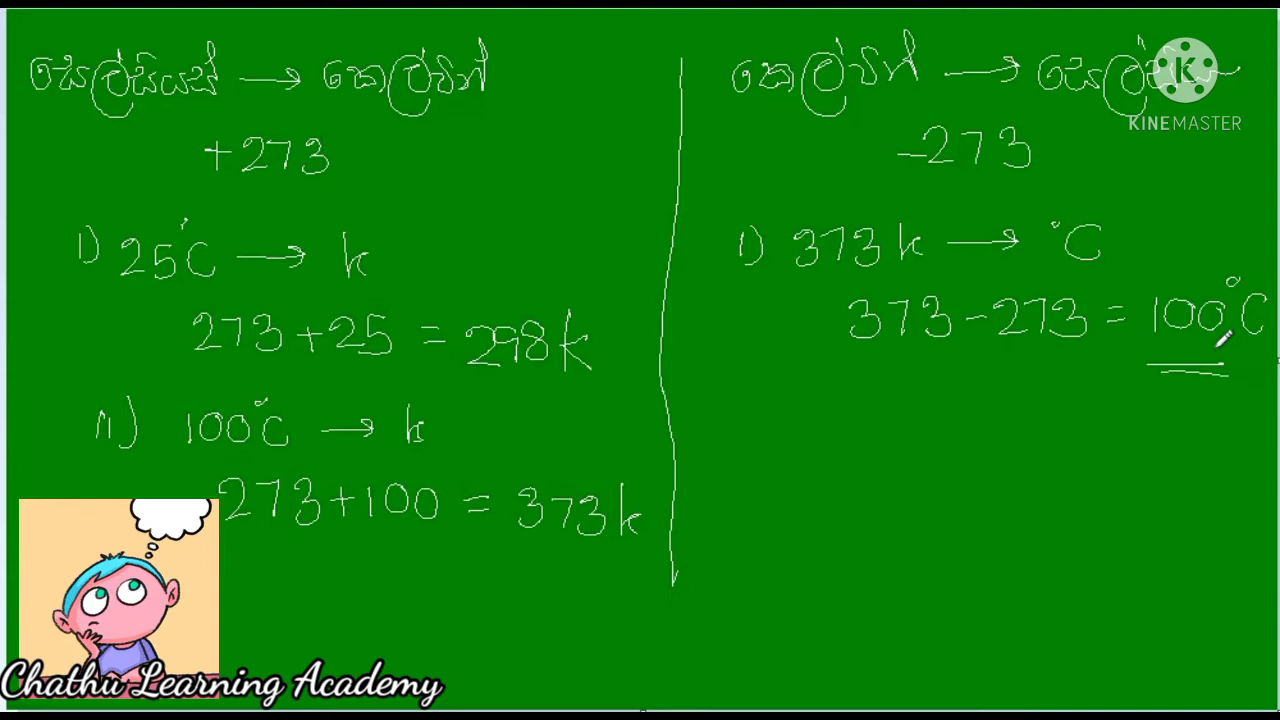 සෙල්සියස් → කෙල්වින්
+273
I) 25°C → k
273 + 25 = 298k
II) 100°C → k
273 + 100 = 373k
කෙල්වින් →
KINEMASTER
-273
I) 373k → °C
373 - 273 = 100°C
Chathu Learning Academy